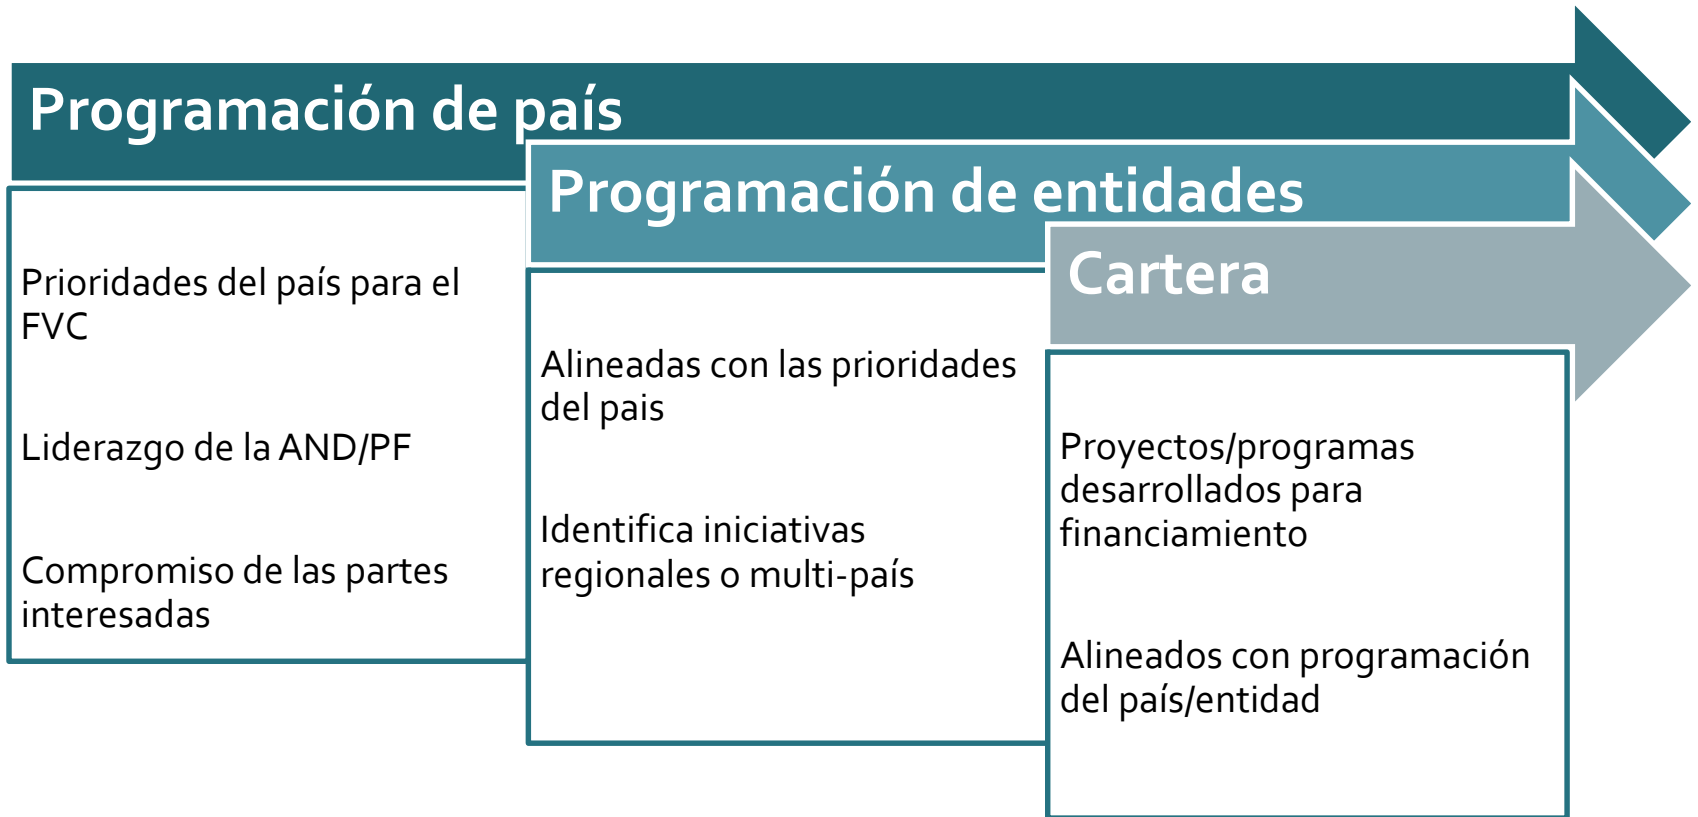 Programación de país
Prioridades del país para el
FVC
Liderazgo de la AND/PF
Compromiso de las partes
interesadas
Programación de entidades
Alineadas con las prioridades
del pais
Identifica iniciativas
regionales o multi-país
Cartera
Proyectos/programas
desarrollados para
financiamiento
Alineados con programación
del país/entidad